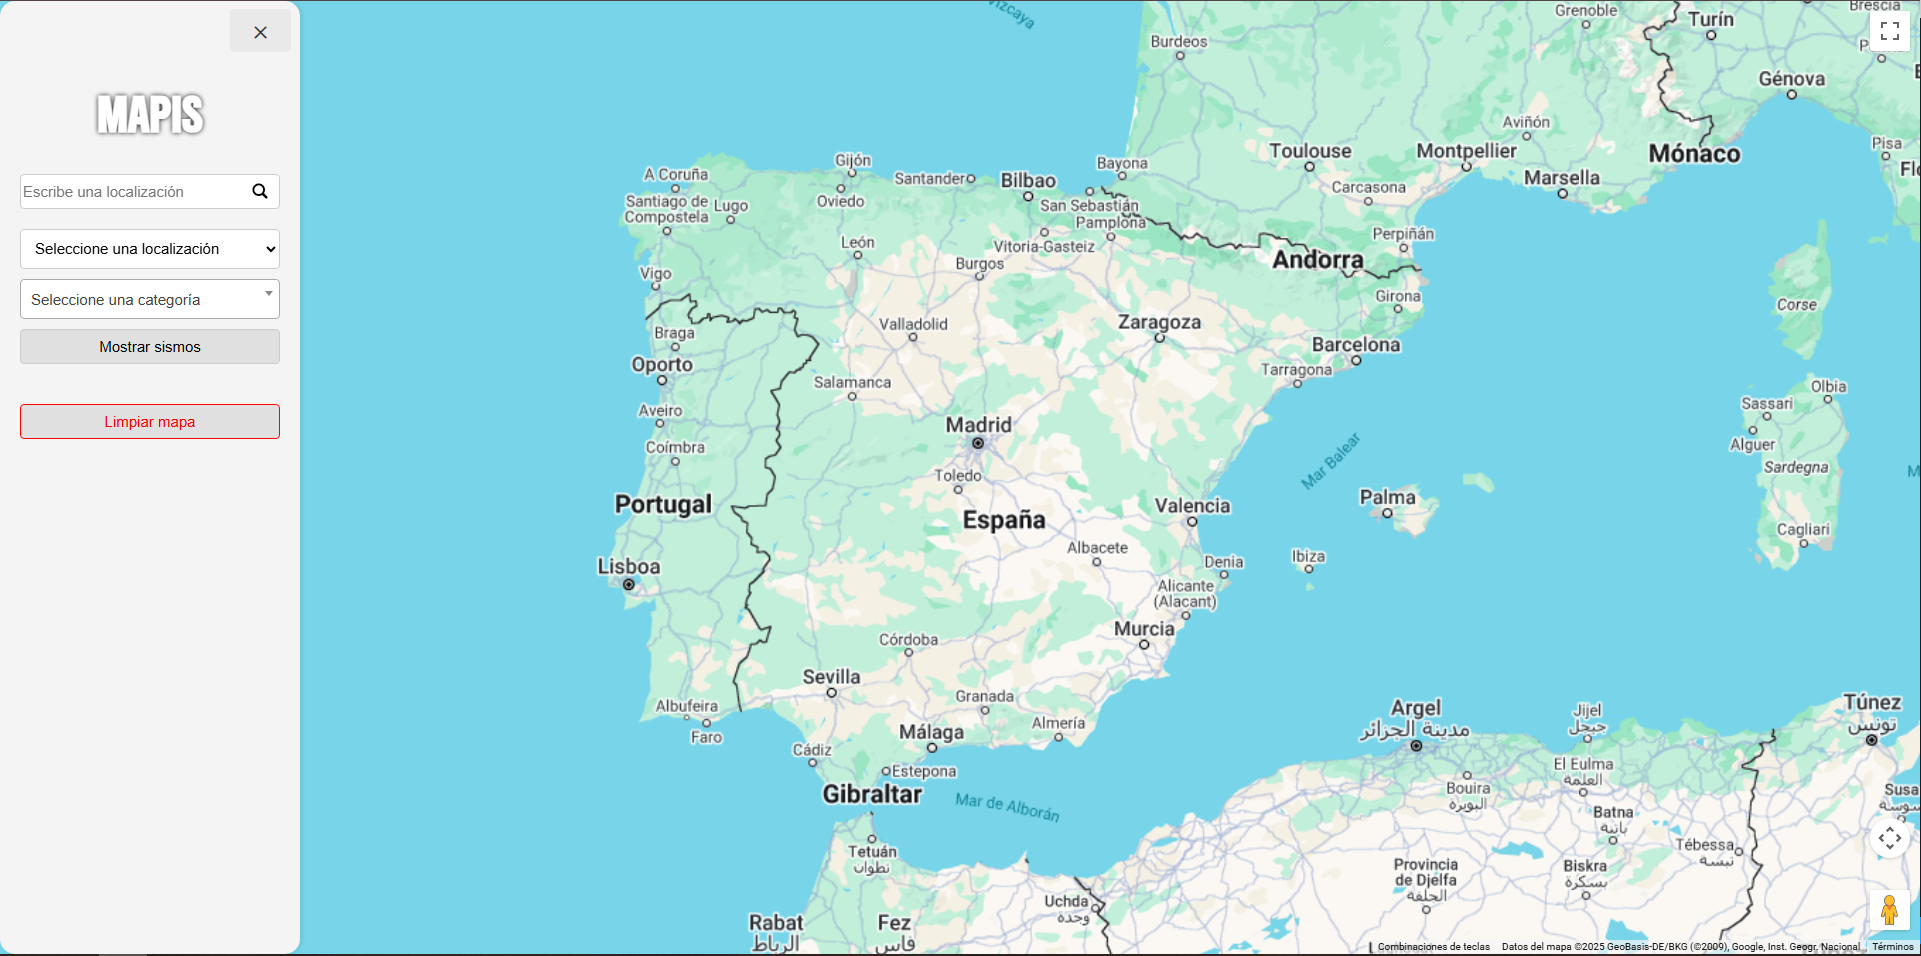 MAPIS
Escribe una localización
Seleccione una localización
Seleccione una categoría
Mostrar sismos
Limpiar mapa
Vizcaya
Burdeos
Grenoble
Turín
Brescia
Génova
Aviñón
Toulouse
Montpellier
Mónaco
Pisa
Marsella
Carcasona
Bayona
Gijón
A Coruña
Santander
Bilbao
Santiago de
Compostela
Lugo
Oviedo
San Sebastián
Pamplona
Vitoria-Gasteiz
León
Burgos
Perpiñán
Andorra
Vigo
Girona
Corse
Valladolid
Zaragoza
Braga
Barcelona
Oporto
Tarragona
Salamanca
Olbia
Sassari
Aveiro
Madrid
Alguer
Coímbra
Mar Balear
Sardegna
Toledo
Palma
Portugal
Valencia
España
Cagliari
Albacete
Ibiza
Denia
Lisboa
Alicante
(Alacant)
Murcia
Córdoba
Sevilla
Granada
Albufeira
Almería
Faro
Málaga
Argel
مدينة الجزائر
Jijel
جيجل
Túnez
تونس
Cádiz
Estepona
Gibraltar
Mar de Alborán
El Eulma
العلمة
Bouira
البويرة
Susa
سوسة
Batna
باتنة
Tetuán
تطوان
Tébessa
تبسة
Provincia
de Djelfa
الجلفة
Biskra
بسكرة
Uchda
وجدة
Rabat
الرباط
Fez
فاس
Combinaciones de teclas
Datos del mapa ©2025 GeoBasis-DE/BKG (©2009), Google, Inst. Geogr. Nacional
Términos